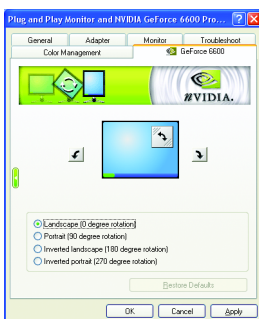 Plug and Play Monitor and NVIDIA GeForce 6600 Pro...
General Adapter Monitor Troubleshoot
Color Management GeForce 6600
NVIDIA.
Landscape (0 degree rotation)
Portrait (90 degree rotation)
Inverted landscape (180 degree rotation)
Inverted portrait (270 degree rotation)
Restore Defaults
OK Cancel Apply